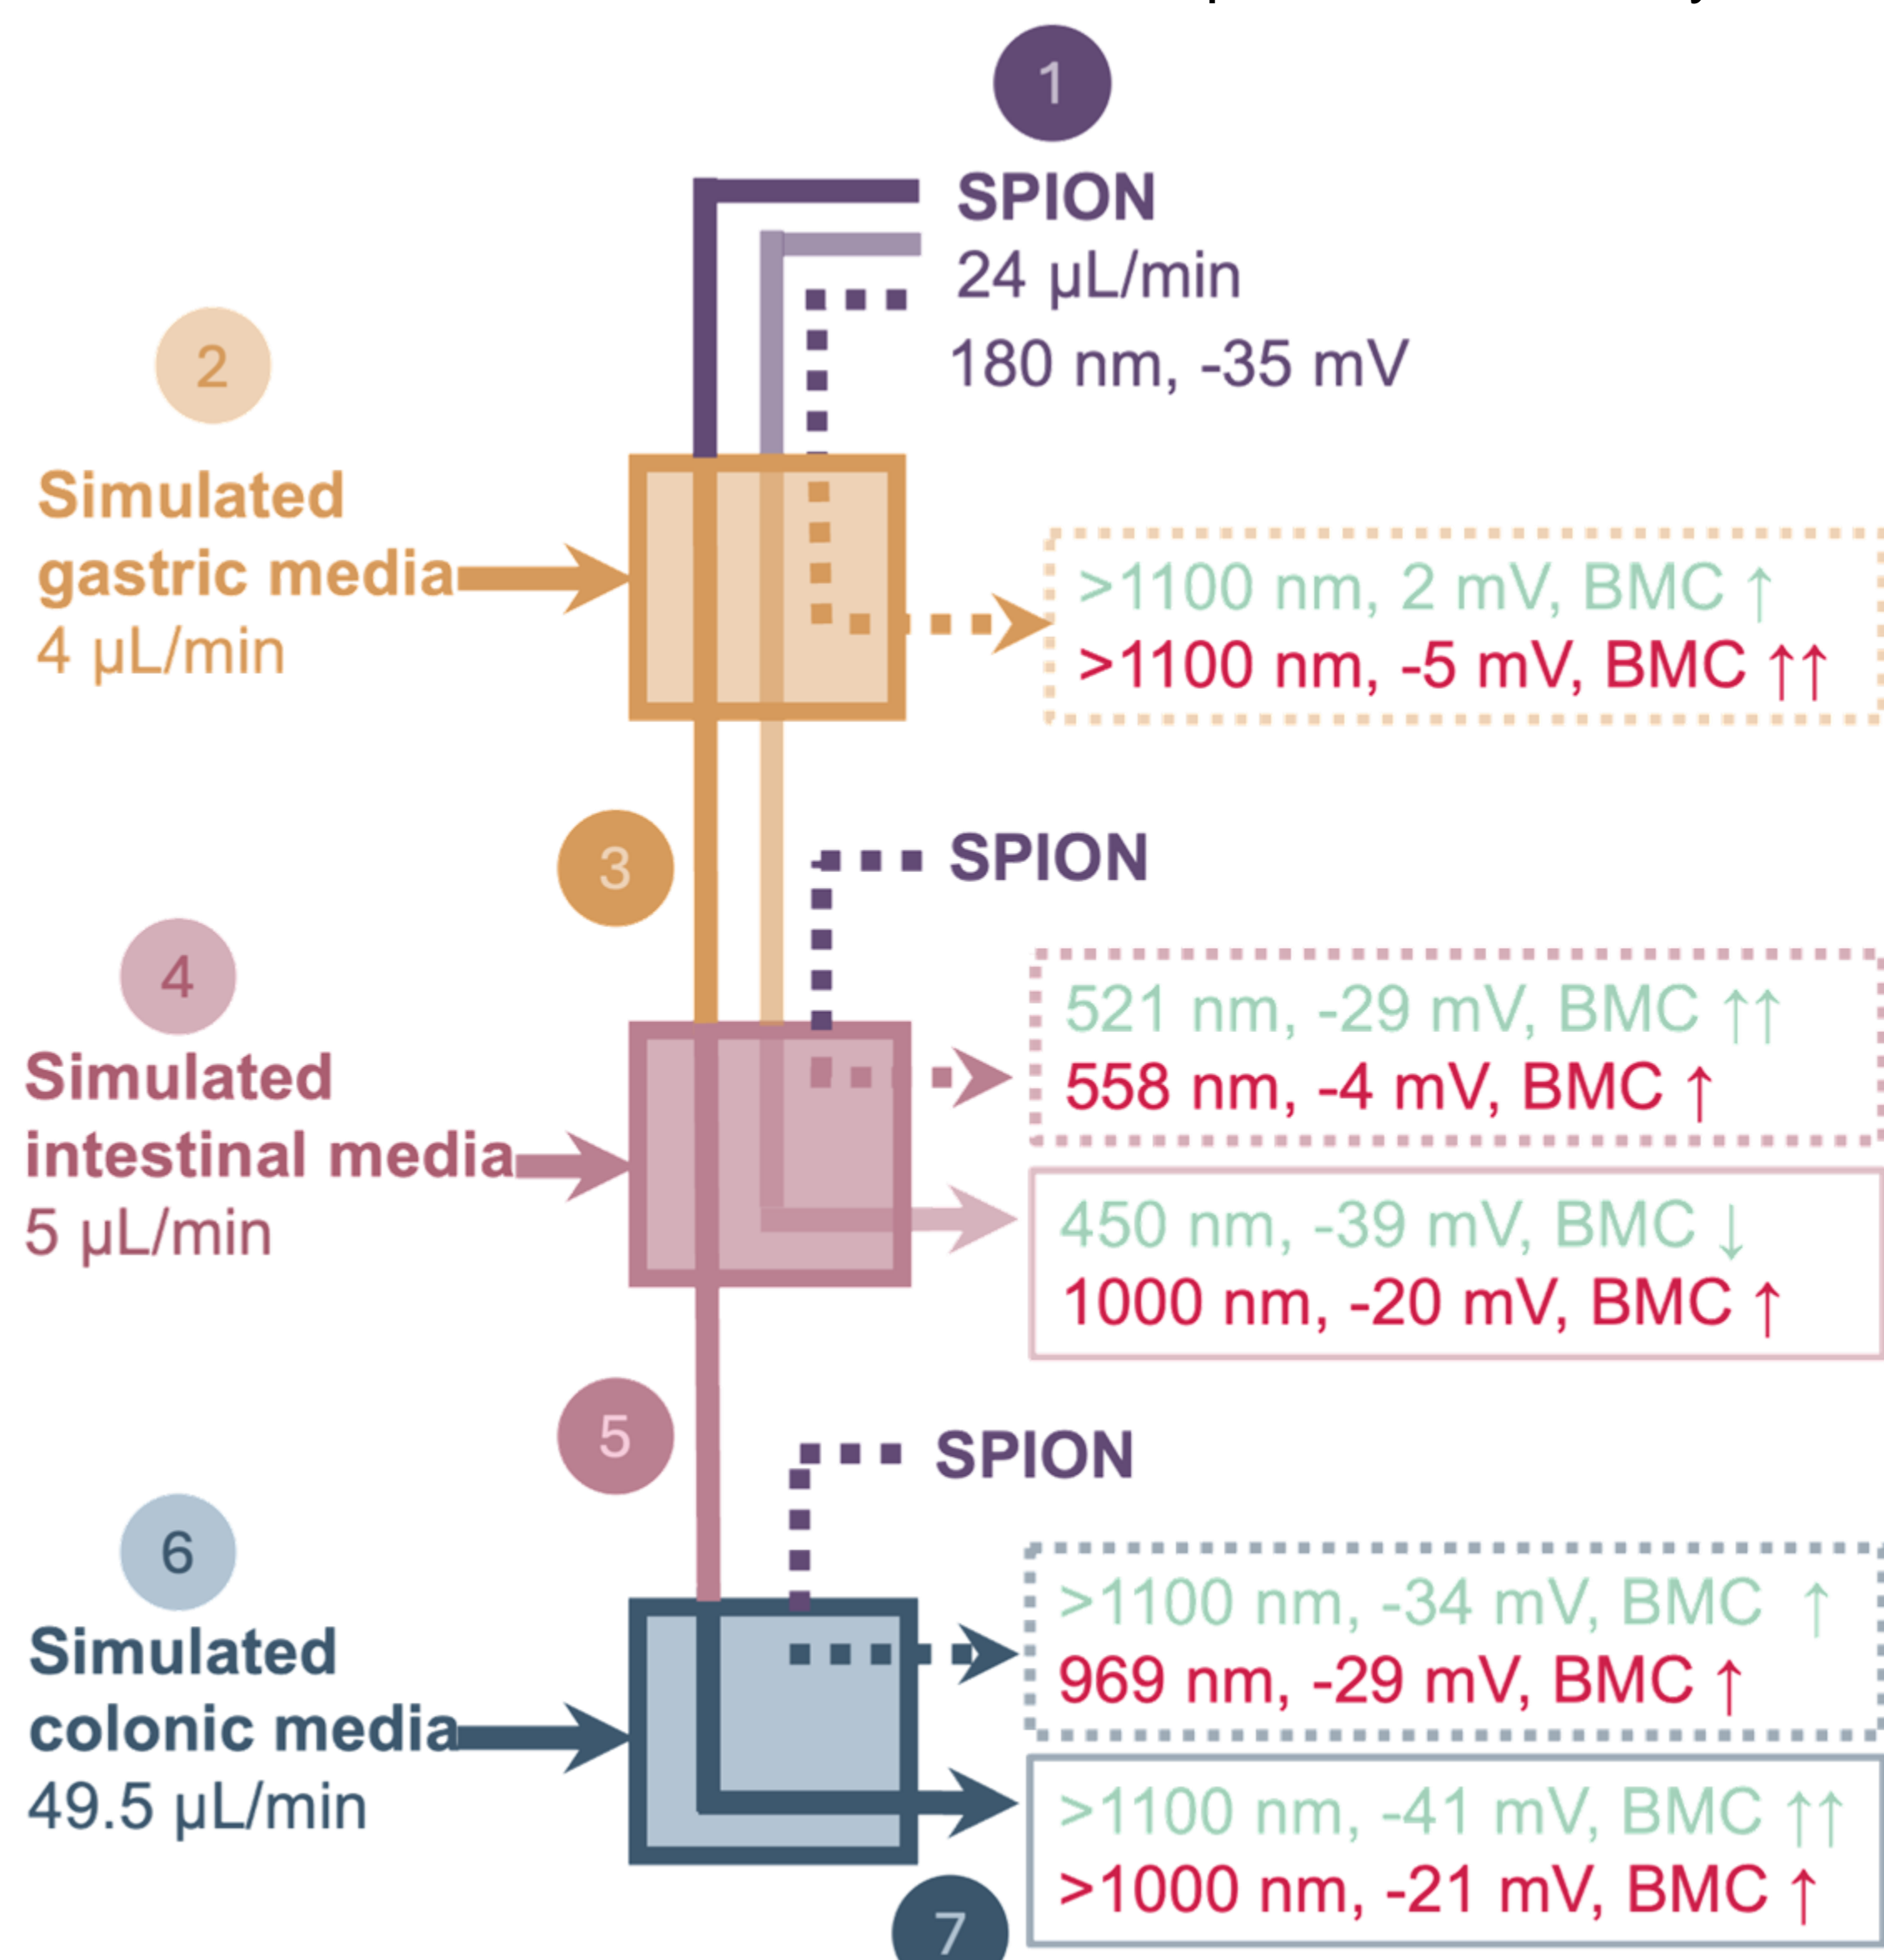 1
SPION
24 µL/min
180 nm, -35 mV
2
Simulated
gastric media
4 µL/min
>1100 nm, 2 mV, BMC ↑
>1100 nm, -5 mV, BMC ↑↑
3
SPION
4
Simulated
intestinal media
5 µL/min
521 nm, -29 mV, BMC ↑↑
558 nm, -4 mV, BMC ↑
450 nm, -39 mV, BMC ↓
1000 nm, -20 mV, BMC ↑
5
SPION
6
Simulated
colonic media
49.5 µL/min
>1100 nm, -34 mV, BMC ↑
969 nm, -29 mV, BMC ↑
>1100 nm, -41 mV, BMC ↑↑
>1000 nm, -21 mV, BMC ↑
7